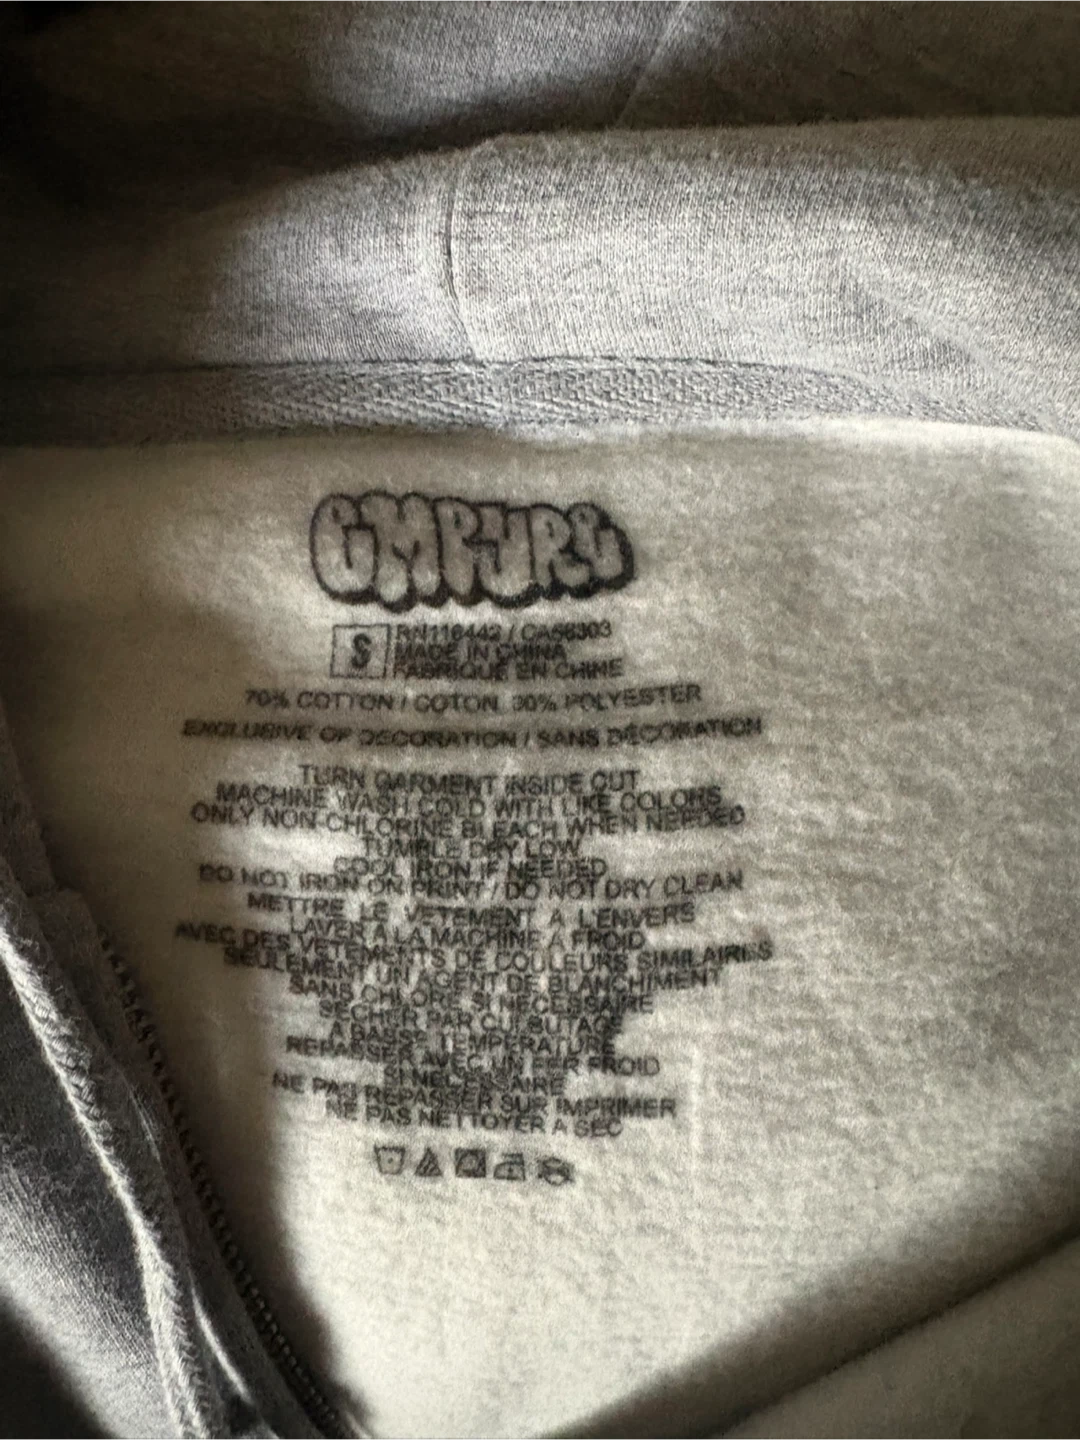 EMPYRE
S
RN118442 / CA56303
MADE IN CHINA
FABRIQUE EN CHINE
70% COTTON / COTON 30% POLYESTER
EXCLUSIVE OF DECORATION / SANS DÉCORATION
TURN GARMENT INSIDE OUT
MACHINE WASH COLD WITH LIKE COLORS
ONLY NON-CHLORINE BLEACH WHEN NEEDED
TUMBLE DRY LOW
COOL IRON IF NEEDED
DO NOT IRON ON PRINT / DO NOT DRY CLEAN
METTRE LE VETEMENT A L'ENVERS
LAVER A LA MACHINE A FROID
AVEC DES VETEMENTS DE COULEURS SIMILAIRES
SEULEMENT UN AGENT DE BLANCHIMENT
SANS CHLORE SI NECESSAIRE
SECHER PAR CULBUTAGE
A BASSE TEMPERATURE
REPASSER AVEC UN FER FROID
SI NECESSAIRE
NE PAS REPASSER SUR IMPRIMER
NE PAS NETTOYER A SEC